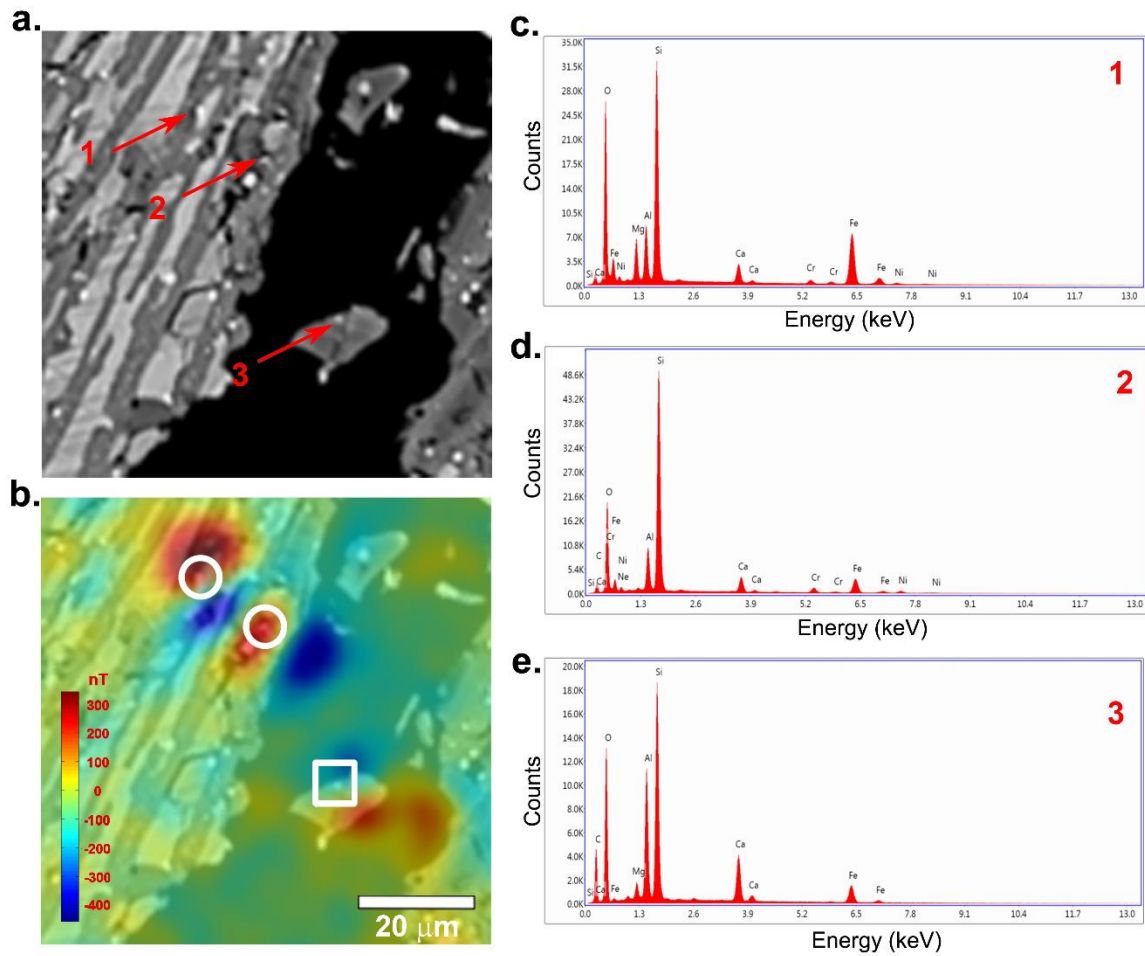 a.
1
2
3
b.
nT
300
200
100
0
-100
-200
-300
-400
20 μm
c.
1
35.0K
31.5K
28.0K
24.5K
21.0K
17.5K
14.0K
10.5K
7.0K
3.5K
0.0K
Si
O
Al
Mg
Fe
Fe
Ca
Si
Ca
Ni
Ca
Cr
Cr
Fe
Ni
Ni
0.0 1.3 2.6 3.9 5.2 6.5 7.8 9.1 10.4 11.7 13.0
Counts
Energy (keV)
d.
2
48.6K
43.2K
37.8K
32.4K
27.0K
21.6K
16.2K
10.8K
5.4K
0.0K
Si
O
Fe
Cr
Al
C
Ni
Ne
Si
Ca
Ca
Ca
Cr
Cr
Fe
Fe
Ni
Ni
0.0 1.3 2.6 3.9 5.2 6.5 7.8 9.1 10.4 11.7 13.0
Counts
Energy (keV)
e.
3
20.0K
18.0K
16.0K
14.0K
12.0K
10.0K
8.0K
6.0K
4.0K
2.0K
0.0K
Si
O
Al
C
Ca
Mg
Si
Ca
Fe
Ca
Fe
Fe
0.0 1.3 2.6 3.9 5.2 6.5 7.8 9.1 10.4 11.7 13.0
Counts
Energy (keV)